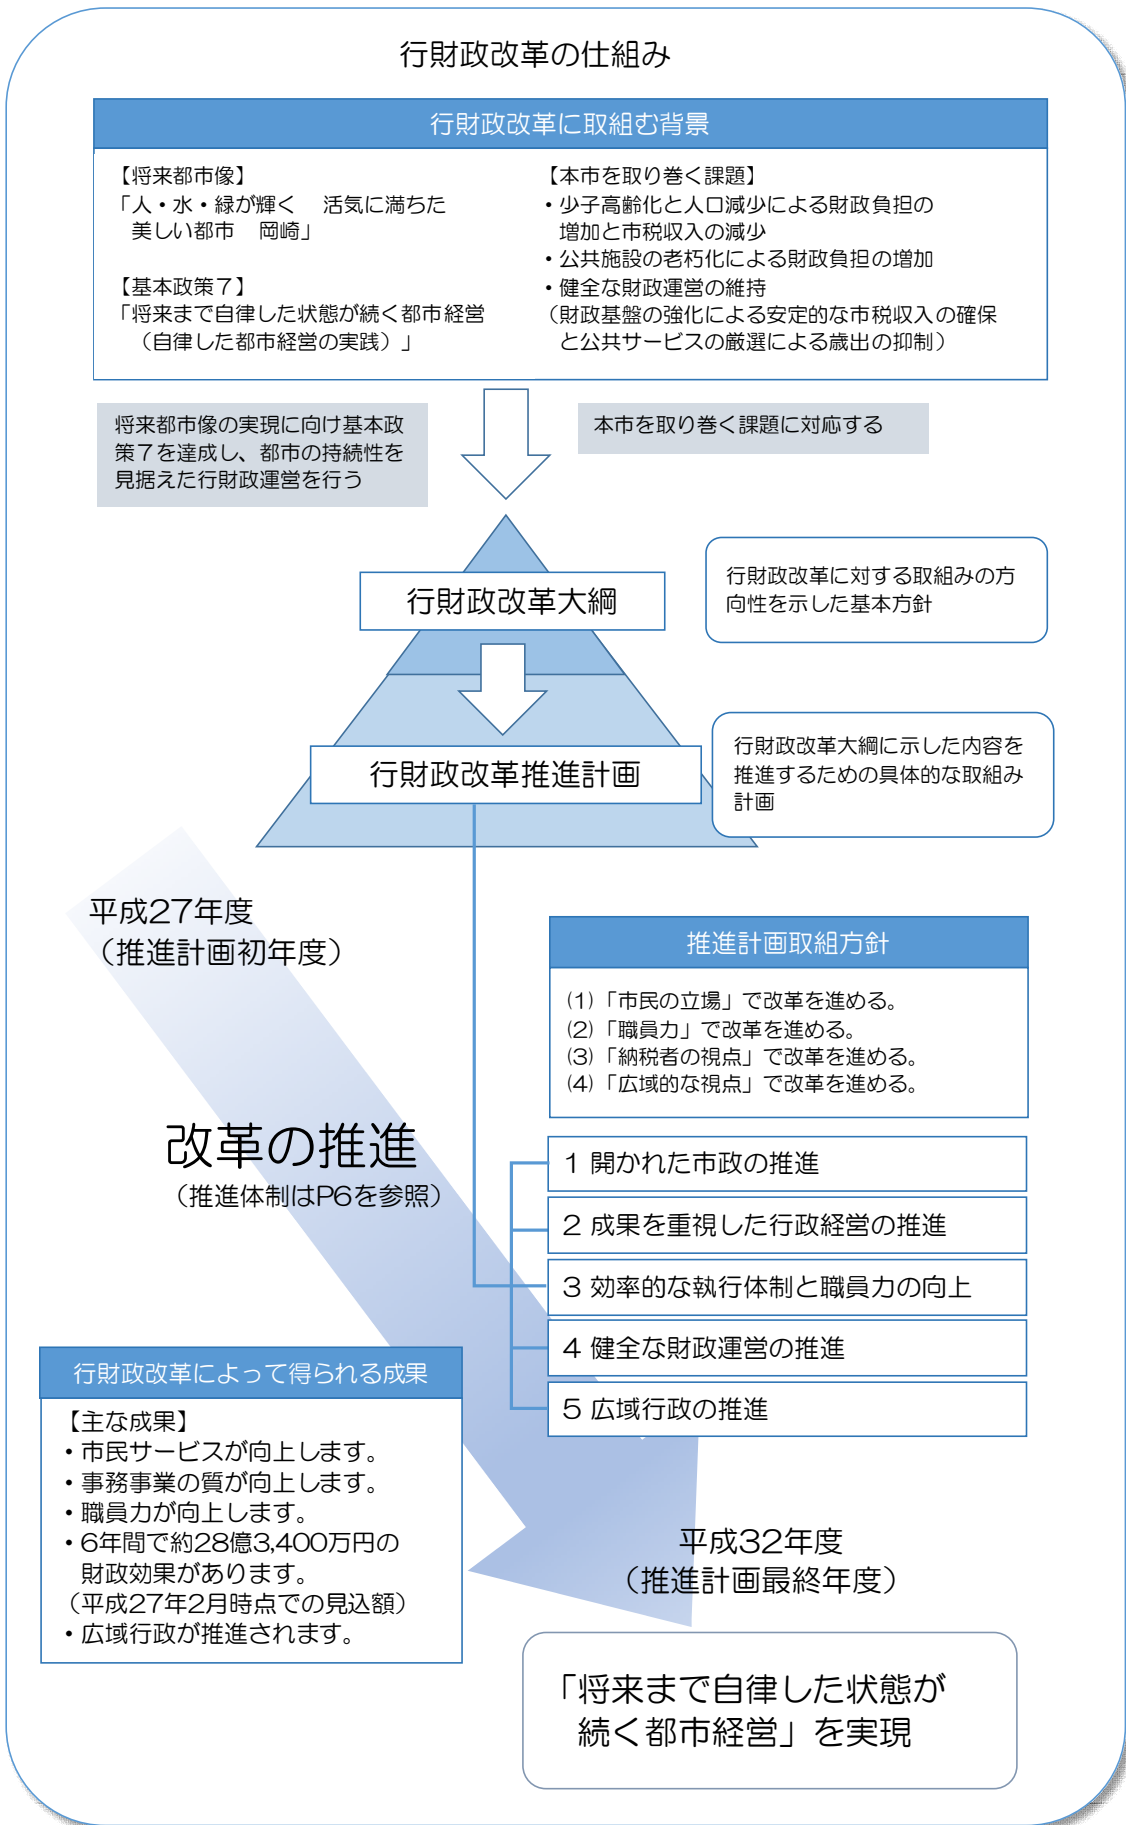 行財政改革の仕組み
行財政改革に取組む背景
【将来都市像】
「人・水・緑が輝く 活気に満ちた
美しい都市 岡崎」
【基本政策７】
「将来まで自律した状態が続く都市経営
（自律した都市経営の実践）」
【本市を取り巻く課題】
・少子高齢化と人口減少による財政負担の
増加と市税収入の減少
・公共施設の老朽化による財政負担の増加
・健全な財政運営の維持
（財政基盤の強化による安定的な市税収入の確保
と公共サービスの厳選による歳出の抑制）
将来都市像の実現に向け基本政
策７を達成し、都市の持続性を
見据えた行財政運営を行う
本市を取り巻く課題に対応する
行財政改革大綱
行財政改革に対する取組みの方
向性を示した基本方針
行財政改革推進計画
行財政改革大綱に示した内容を
推進するための具体的な取組み
計画
平成27年度
（推進計画初年度）
推進計画取組方針
(1)「市民の立場」で改革を進める。
(2)「職員力」で改革を進める。
(3)「納税者の視点」で改革を進める。
(4)「広域的な視点」で改革を進める。
改革の推進
（推進体制はP6を参照）
1 開かれた市政の推進
2 成果を重視した行政経営の推進
3 効率的な執行体制と職員力の向上
4 健全な財政運営の推進
5 広域行政の推進
行財政改革によって得られる成果
【主な成果】
・市民サービスが向上します。
・事務事業の質が向上します。
・職員力が向上します。
・6年間で約28億3,400万円の
財政効果があります。
（平成27年2月時点での見込額）
・広域行政が推進されます。
平成32年度
（推進計画最終年度）
「将来まで自律した状態が
続く都市経営」を実現